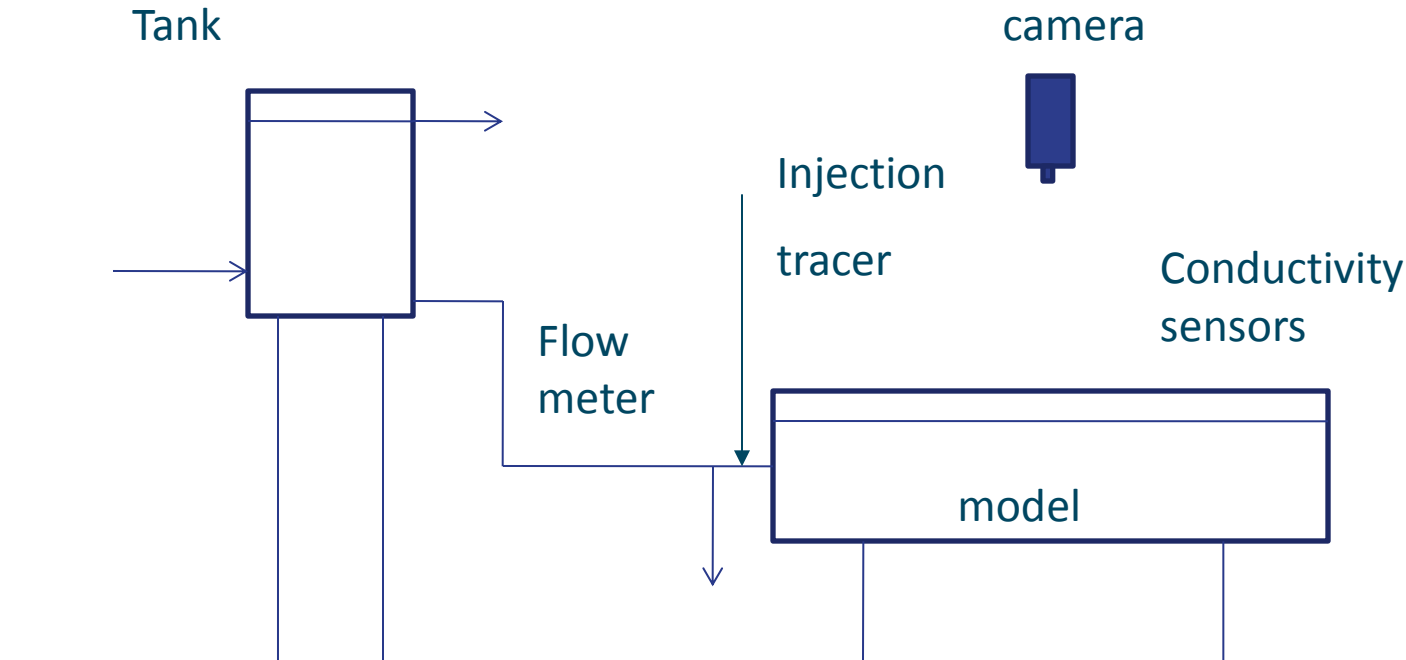 Tank
camera
Injection
tracer
Conductivity
sensors
Flow
meter
model